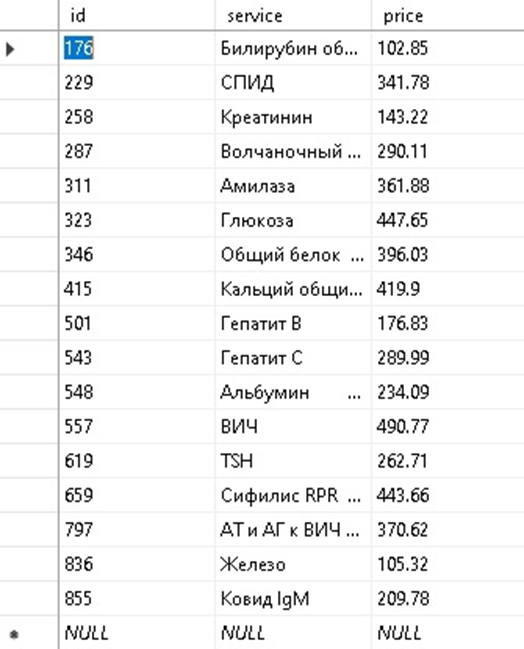 id service price
176 Билирубин об... 102.85
229 СПИД 341.78
258 Креатинин 143.22
287 Волчаночный ... 290.11
311 Амилаза 361.88
323 Глюкоза 447.65
346 Общий белок ... 396.03
415 Кальций общи... 419.9
501 Гепатит B 176.83
543 Гепатит C 289.99
548 Альбумин ... 234.09
557 ВИЧ 490.77
619 TSH 262.71
659 Сифилис RPR ... 443.66
797 АТ и АГ к ВИЧ ... 370.62
836 Железо 105.32
855 Ковид IgM 209.78
NULL NULL NULL